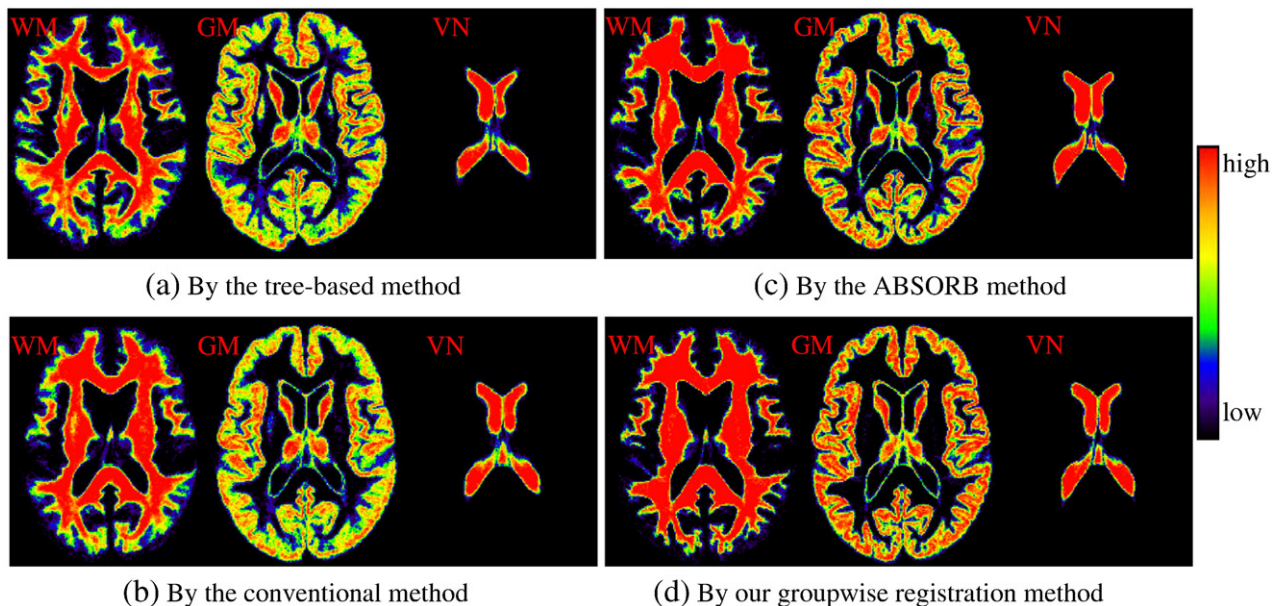 WM GM VN
(a) By the tree-based method
WM GM VN
(c) By the ABSORB method
WM GM VN
(b) By the conventional method
WM GM VN
(d) By our groupwise registration method
high
low